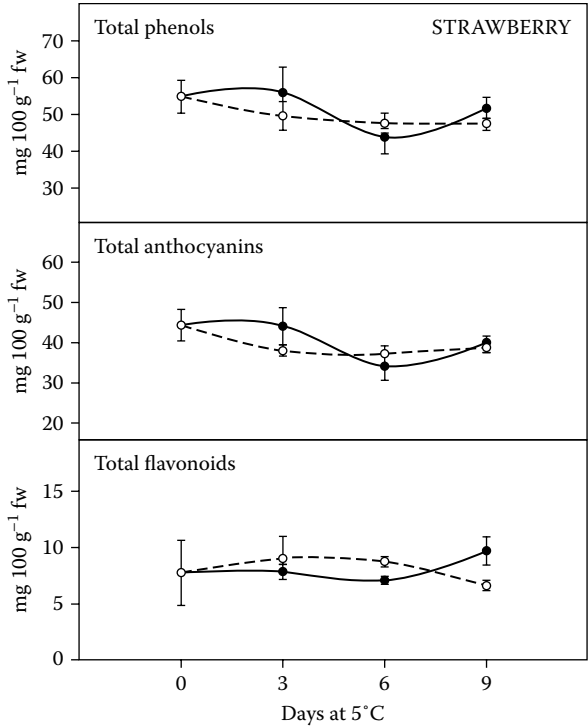 Total phenols STRAWBERRY
70
60
50
40
30
mg 100 g⁻¹ fw
Total anthocyanins
60
50
40
30
20
mg 100 g⁻¹ fw
Total flavonoids
15
10
5
0
mg 100 g⁻¹ fw
0 3 6 9
Days at 5˚C